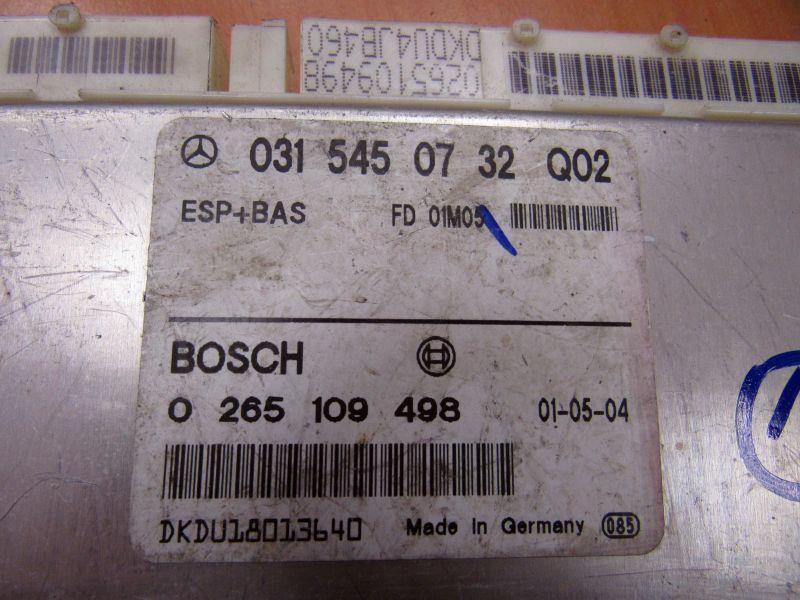 0265109498
DKDU4JB460
031 545 07 32 Q02
ESP+BAS FD 01M05
BOSCH
0 265 109 498 01-05-04
DKDU18013640 Made in Germany 085